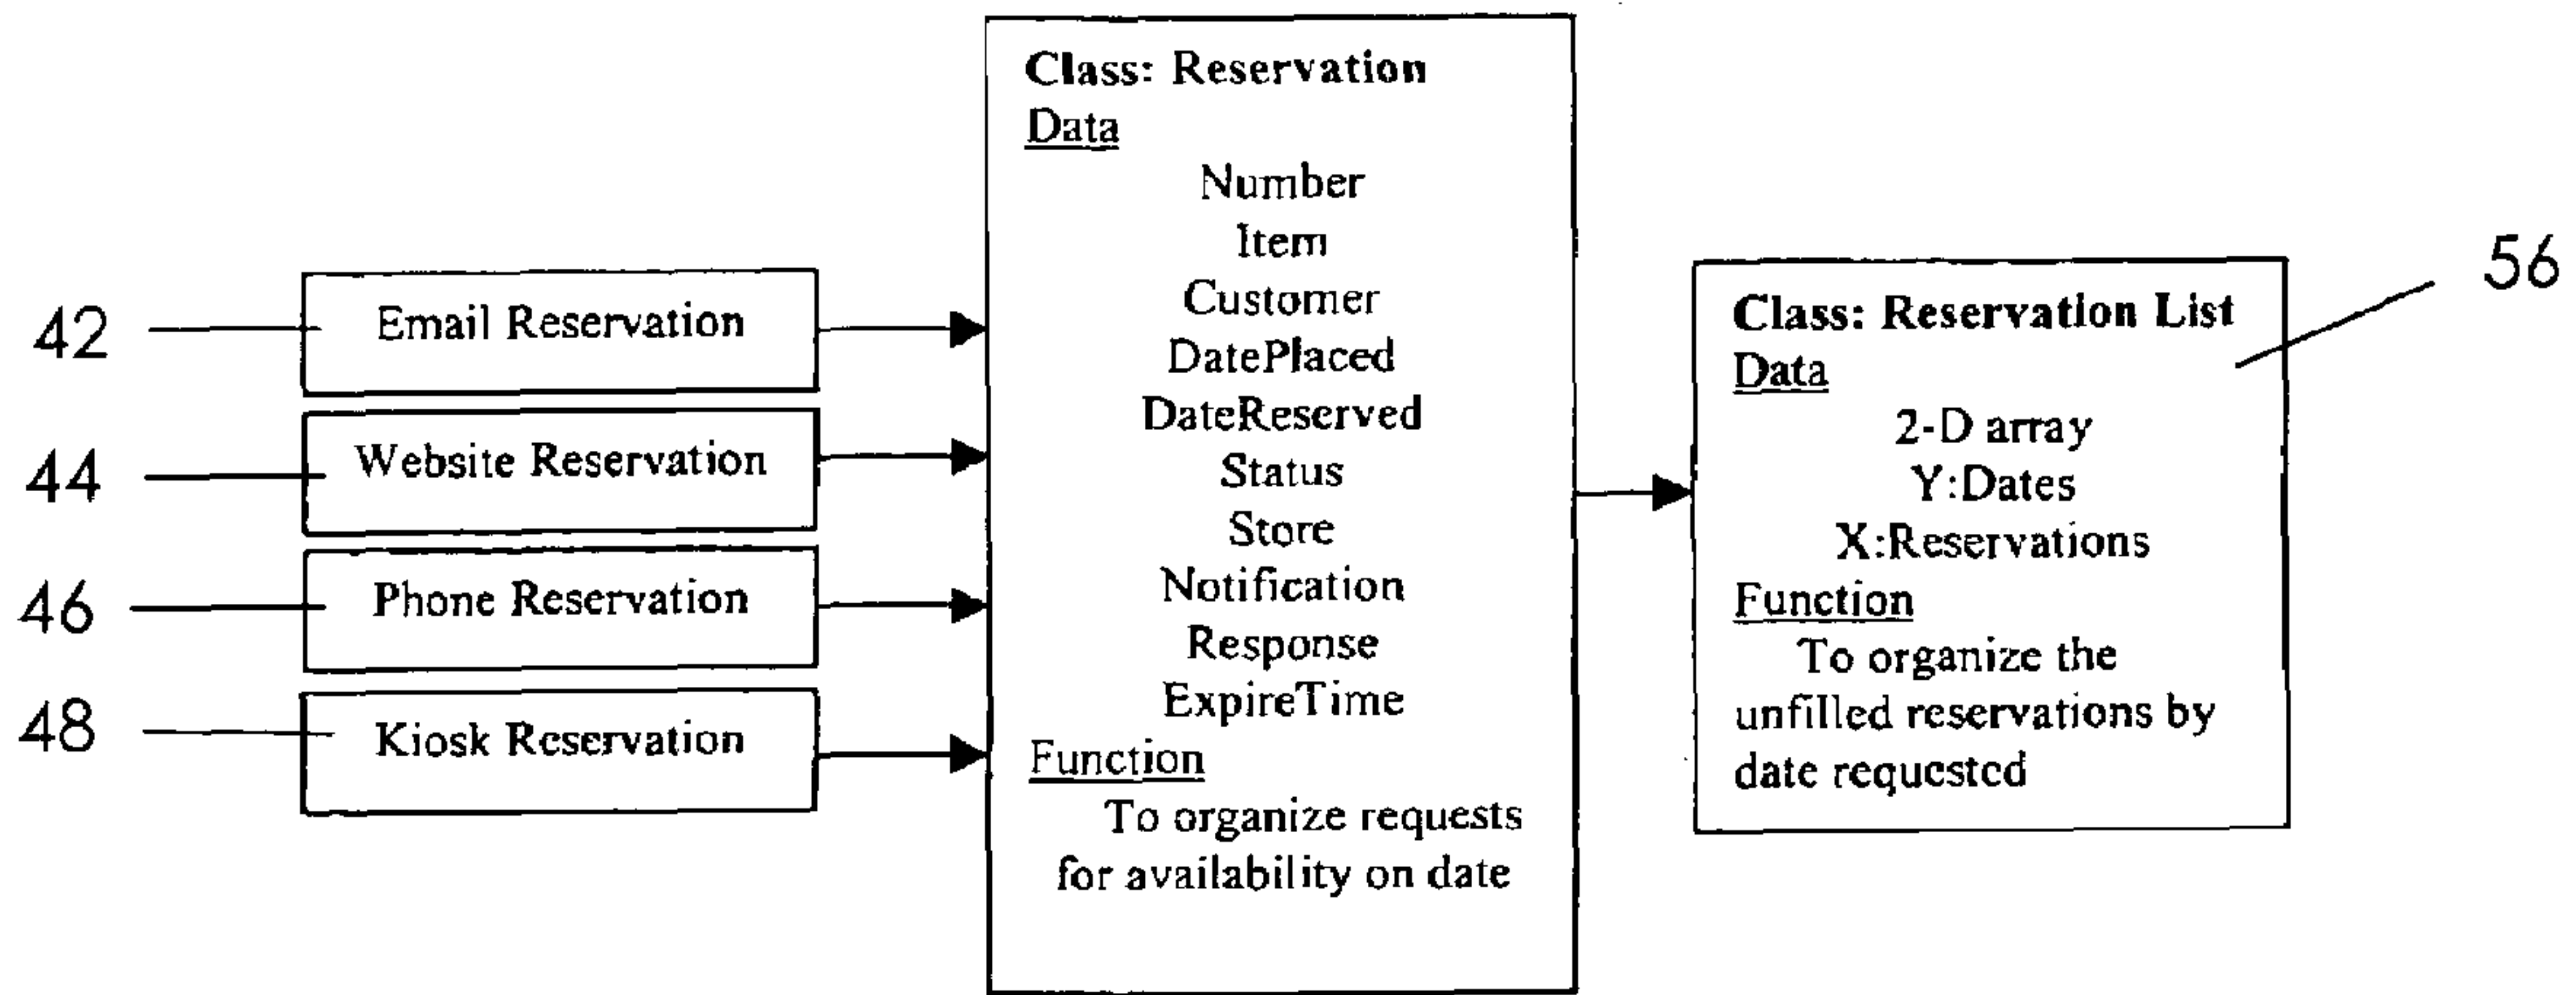 42
Email Reservation
44
Website Reservation
46
Phone Reservation
48
Kiosk Reservation
Class: Reservation
Data
Number
Item
Customer
DatePlaced
DateReserved
Status
Store
Notification
Response
ExpireTime
Function
To organize requests
for availability on date
56
Class: Reservation List
Data
2-D array
Y:Dates
X:Reservations
Function
To organize the
unfilled reservations by
date requested